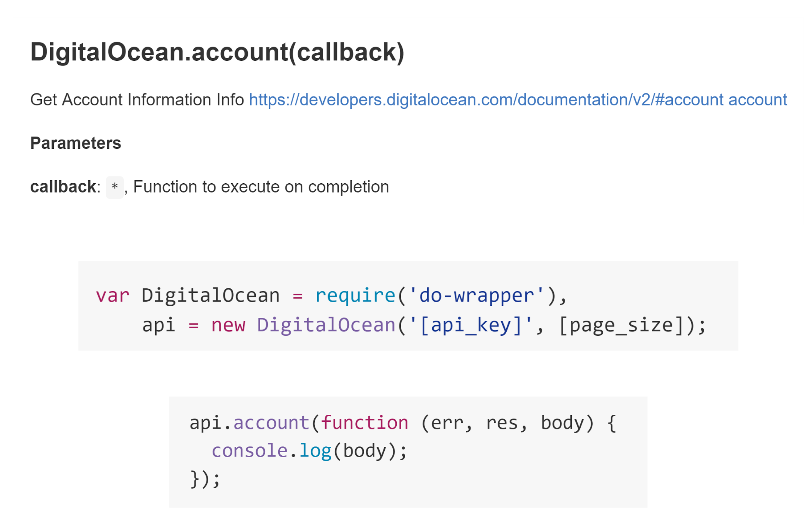 DigitalOcean.account(callback)
Get Account Information Info https://developers.digitalocean.com/documentation/v2/#account account
Parameters
callback: *, Function to execute on completion
var DigitalOcean = require('do-wrapper'),
    api = new DigitalOcean('[api_key]', [page_size]);
api.account(function (err, res, body) {
  console.log(body);
});